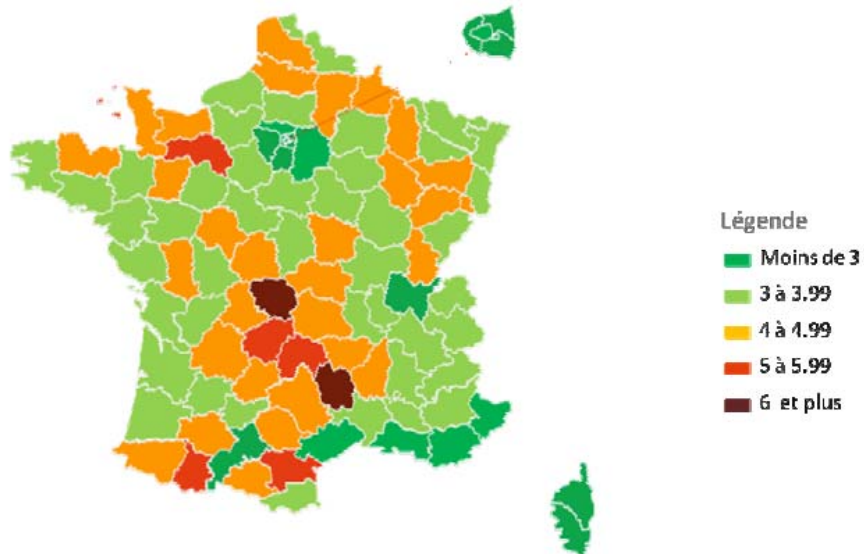 Légende
Moins de 3
3 à 3.99
4 à 4.99
5 à 5.99
6 et plus